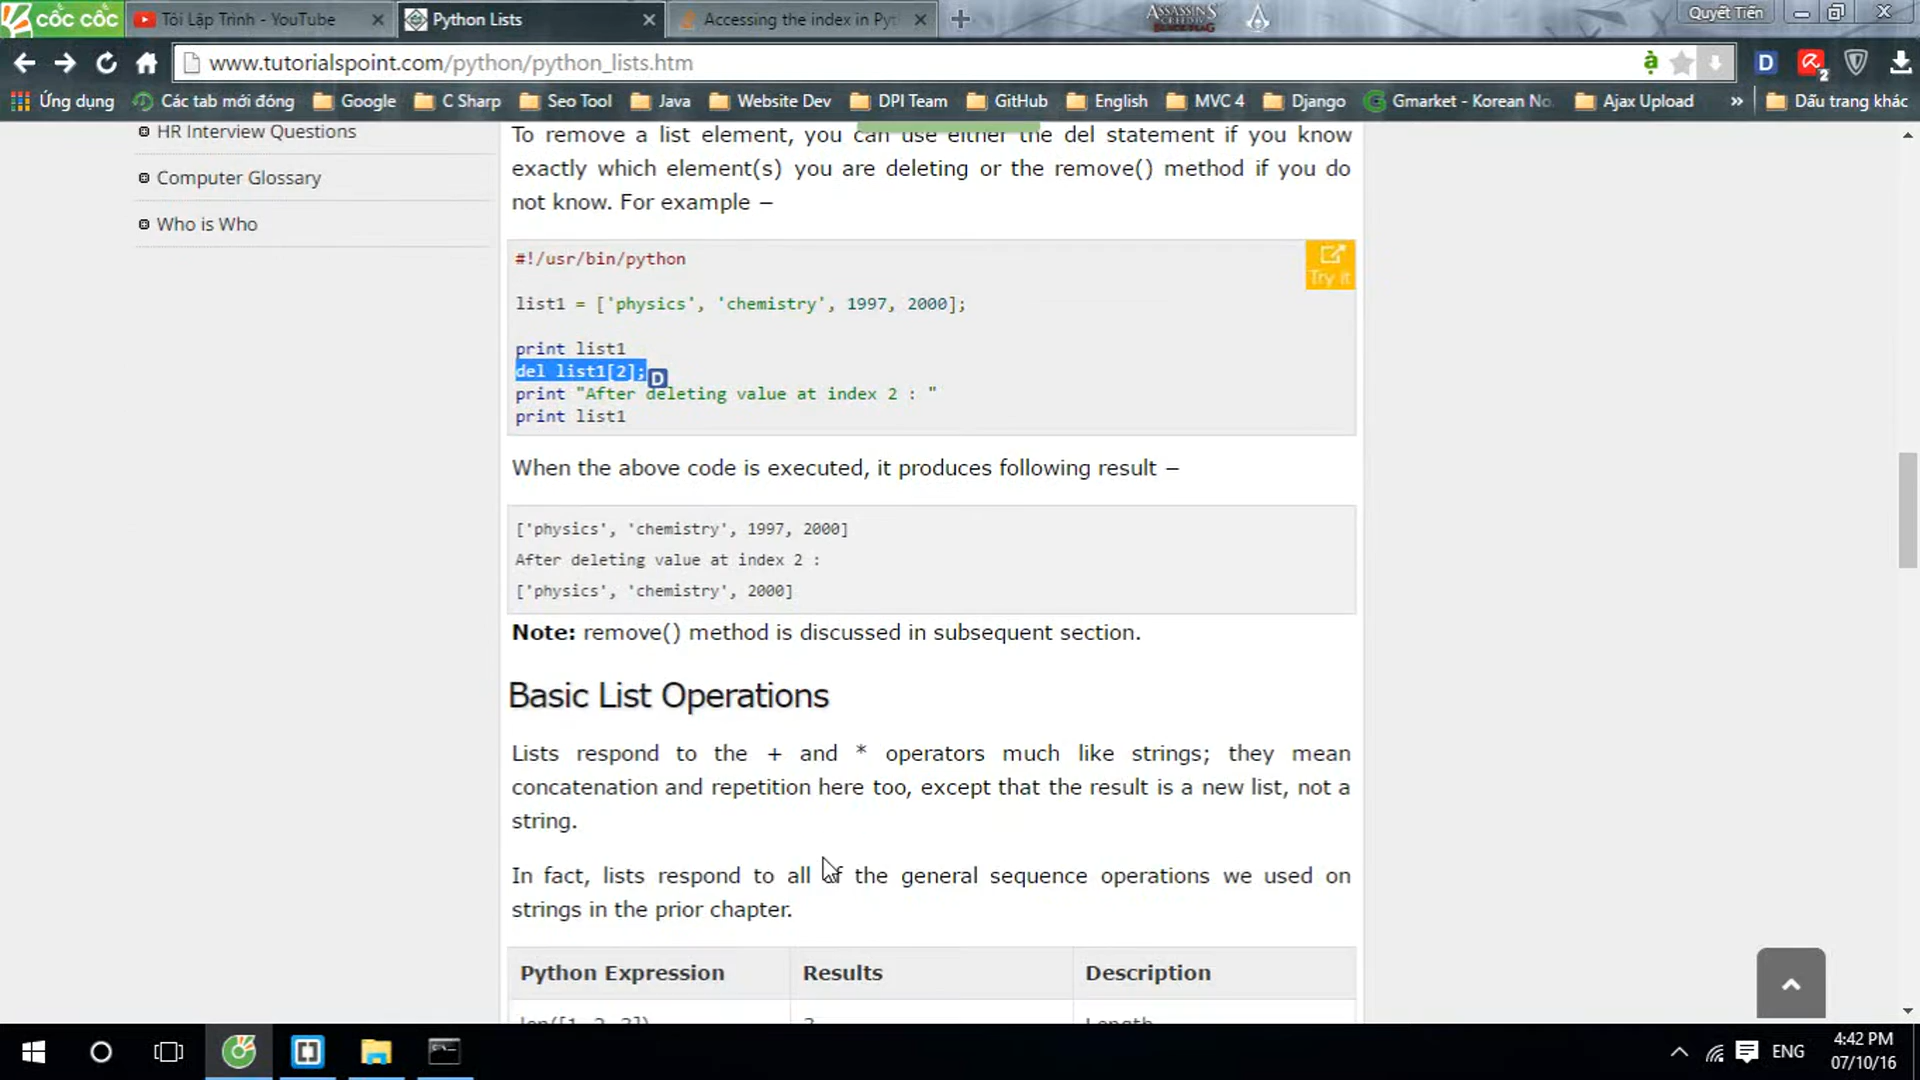 cốc cốc
Tôi Lập Trình - YouTube
Python Lists
Accessing the index in Pyt
ASSASSIN'S
Quyết Tiến
www.tutorialspoint.com/python/python_lists.htm
ạ
D
2
Ứng dụng
Các tab mới đóng
Google
C Sharp
Seo Tool
Java
Website Dev
DPI Team
GitHub
English
MVC 4
Django
Gmarket - Korean No.
Ajax Upload
»
Dấu trang khác
HR Interview Questions
Computer Glossary
Who is Who
To remove a list element, you can use either the del statement if you know
exactly which element(s) you are deleting or the remove() method if you do
not know. For example −
#!/usr/bin/python
Try it
list1 = ['physics', 'chemistry', 1997, 2000];
print list1
del list1[2];
D
print "After deleting value at index 2 : "
print list1
When the above code is executed, it produces following result −
['physics', 'chemistry', 1997, 2000]
After deleting value at index 2 :
['physics', 'chemistry', 2000]
Note: remove() method is discussed in subsequent section.
Basic List Operations
Lists respond to the + and * operators much like strings; they mean
concatenation and repetition here too, except that the result is a new list, not a
string.
In fact, lists respond to all of the general sequence operations we used on
strings in the prior chapter.
Python Expression
Results
Description
len([1, 2, 3])
3
Length
ENG
4:42 PM
07/10/16